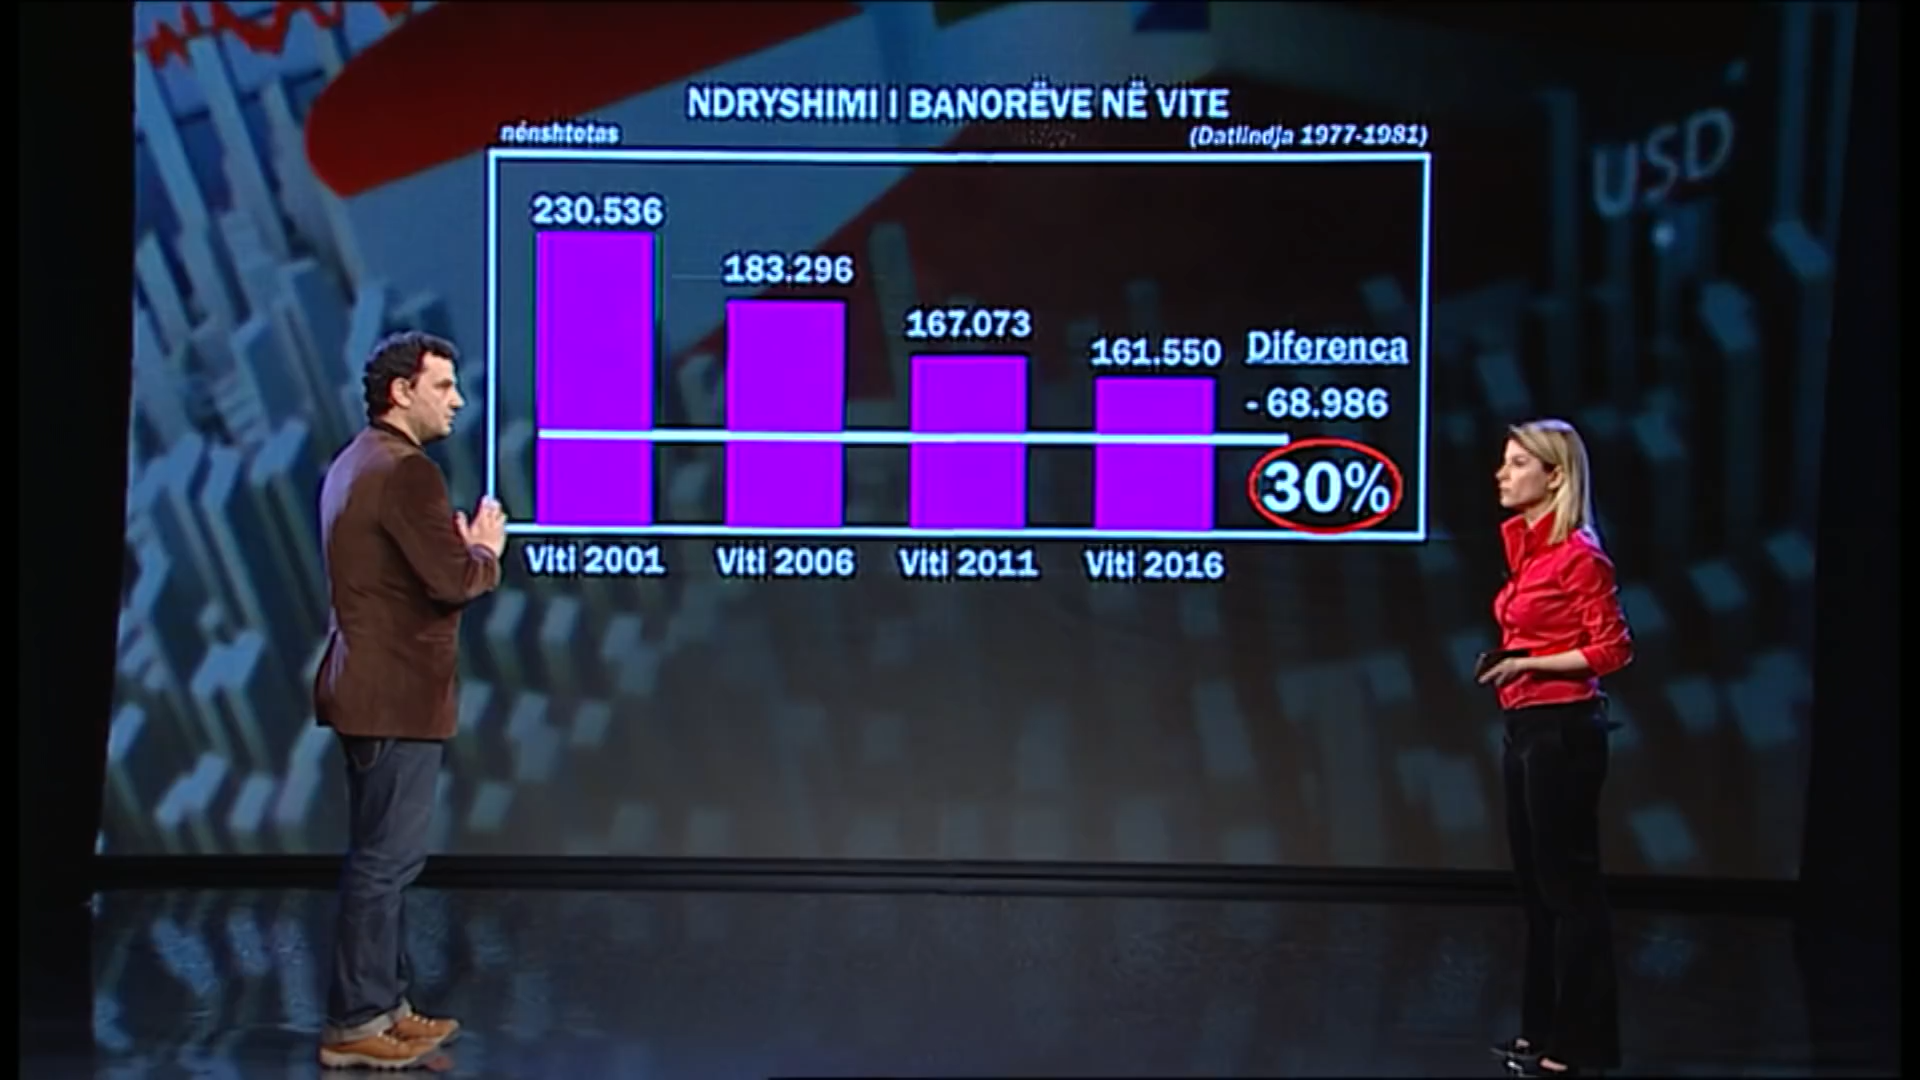 NDRYSHIMI I BANORËVE NË VITE
nënshtetas
(Datlindja 1977-1981)
USD
230.536
183.296
167.073
161.550
Diferenca
- 68.986
30%
Viti 2001
Viti 2006
Viti 2011
Viti 2016